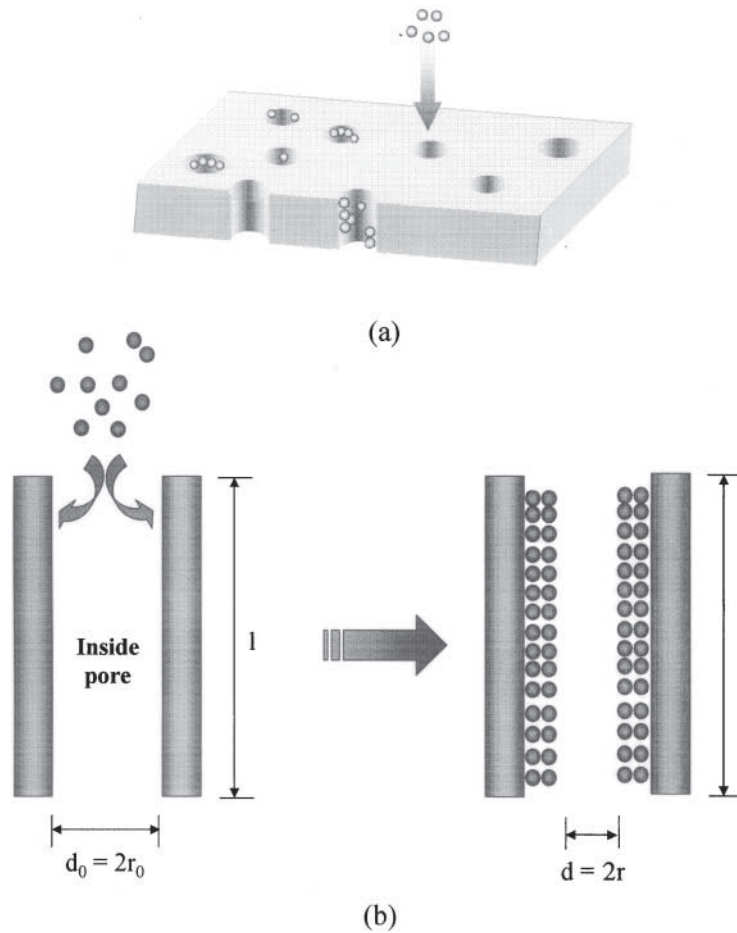 (a)
Inside
pore
l
d₀ = 2r₀
d = 2r
(b)